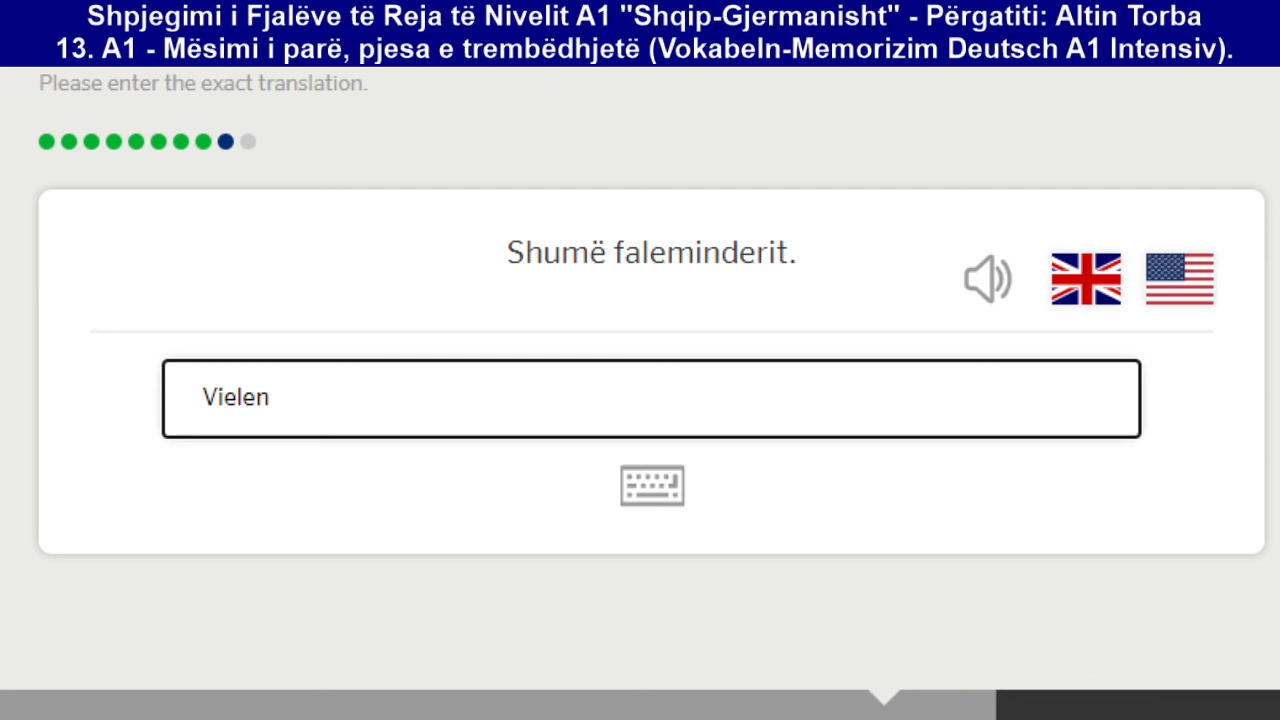 Shpjegimi i Fjalëve të Reja të Nivelit A1 "Shqip-Gjermanisht" - Përgatiti: Altin Torba
13. A1 - Mësimi i parë, pjesa e trembëdhjetë (Vokabeln-Memorizim Deutsch A1 Intensiv).
Please enter the exact translation.
Shumë faleminderit.
Vielen